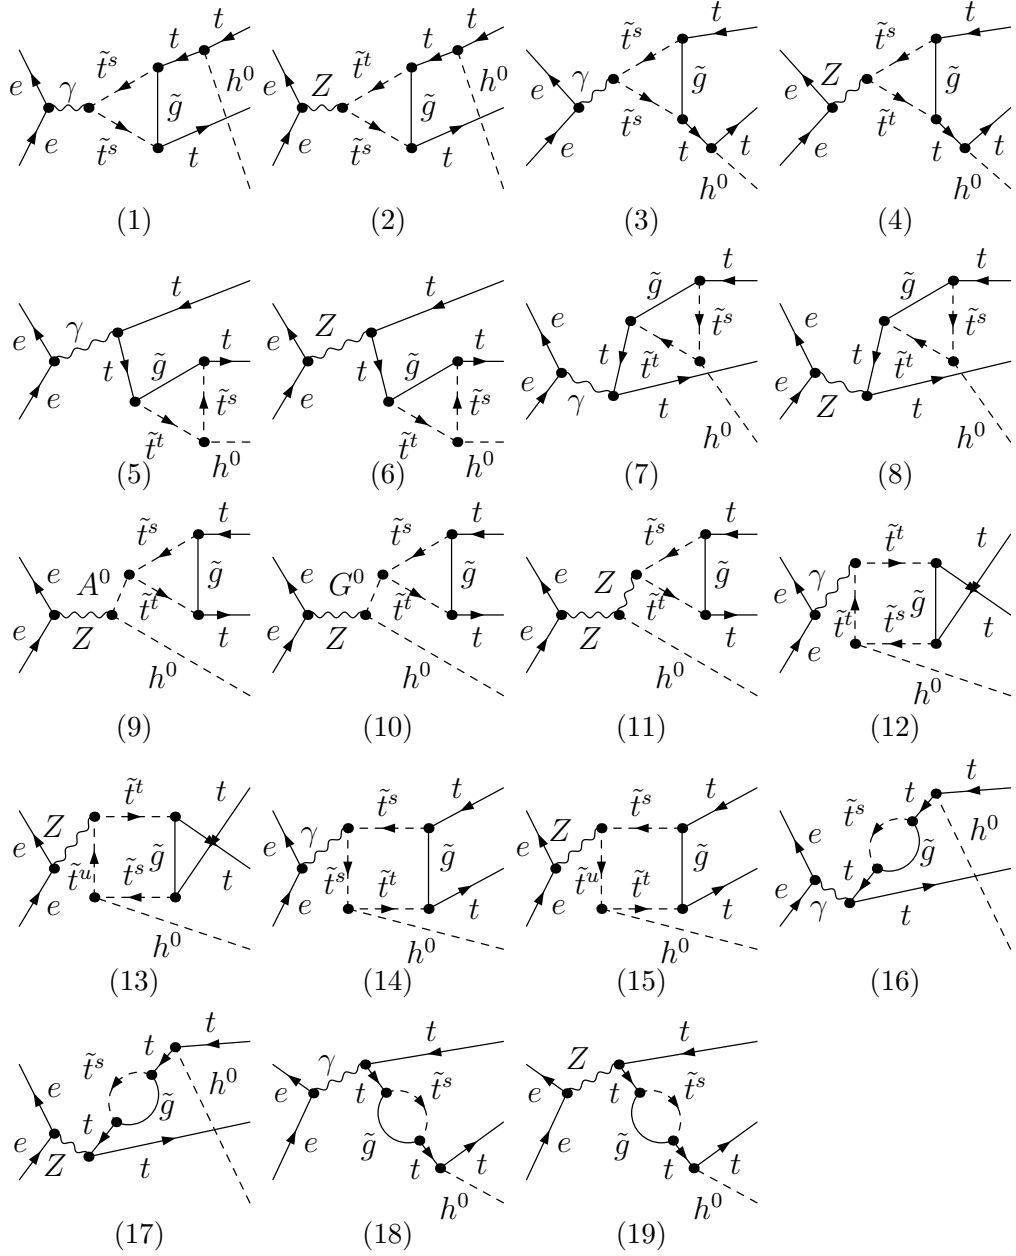 e e γ t̃ˢ t̃ˢ g̃ t t t h⁰
(1)
e e Z t̃ᵗ t̃ˢ g̃ t t t h⁰
(2)
e e γ t̃ˢ t̃ˢ g̃ t t t h⁰
(3)
e e Z t̃ˢ t̃ᵗ g̃ t t t h⁰
(4)
e e γ t t g̃ t t̃ˢ t̃ᵗ h⁰
(5)
e e Z t t g̃ t t̃ˢ t̃ᵗ h⁰
(6)
e e γ g̃ t t̃ˢ t t̃ᵗ t h⁰
(7)
e e Z g̃ t t̃ˢ t t̃ᵗ t h⁰
(8)
e e A⁰ Z t̃ˢ t̃ᵗ g̃ t t h⁰
(9)
e e G⁰ Z t̃ˢ t̃ᵗ g̃ t t h⁰
(10)
e e Z Z t̃ˢ t̃ᵗ g̃ t t h⁰
(11)
e e γ t̃ᵗ t̃ᵗ t̃ˢ g̃ t t h⁰
(12)
e e Z t̃ᵗ t̃ᵘ t̃ˢ g̃ t t h⁰
(13)
e e γ t̃ˢ t̃ˢ t̃ᵗ g̃ t t h⁰
(14)
e e Z t̃ˢ t̃ᵘ t̃ᵗ g̃ t t h⁰
(15)
e e γ t̃ˢ t t g̃ t t h⁰
(16)
e e Z t̃ˢ t t g̃ t t h⁰
(17)
e e γ t t t̃ˢ g̃ t t h⁰
(18)
e e Z t t t̃ˢ g̃ t t h⁰
(19)